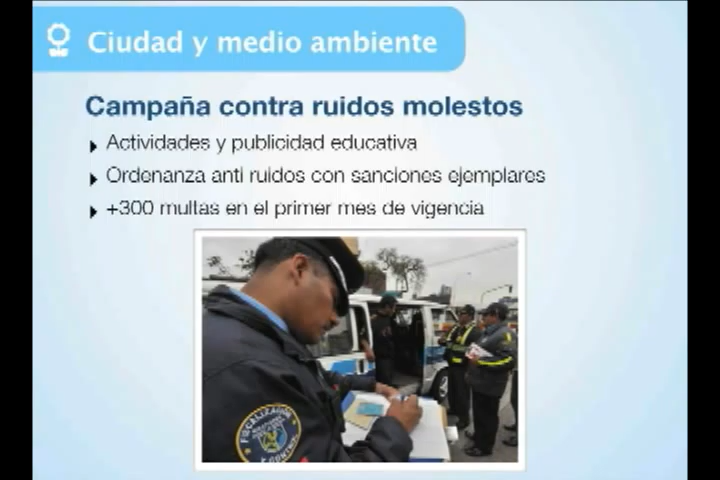 Ciudad y medio ambiente
Campaña contra ruidos molestos
Actividades y publicidad educativa
Ordenanza anti ruidos con sanciones ejemplares
+300 multas en el primer mes de vigencia
FISCALIZACIÓN
Y CONTROL